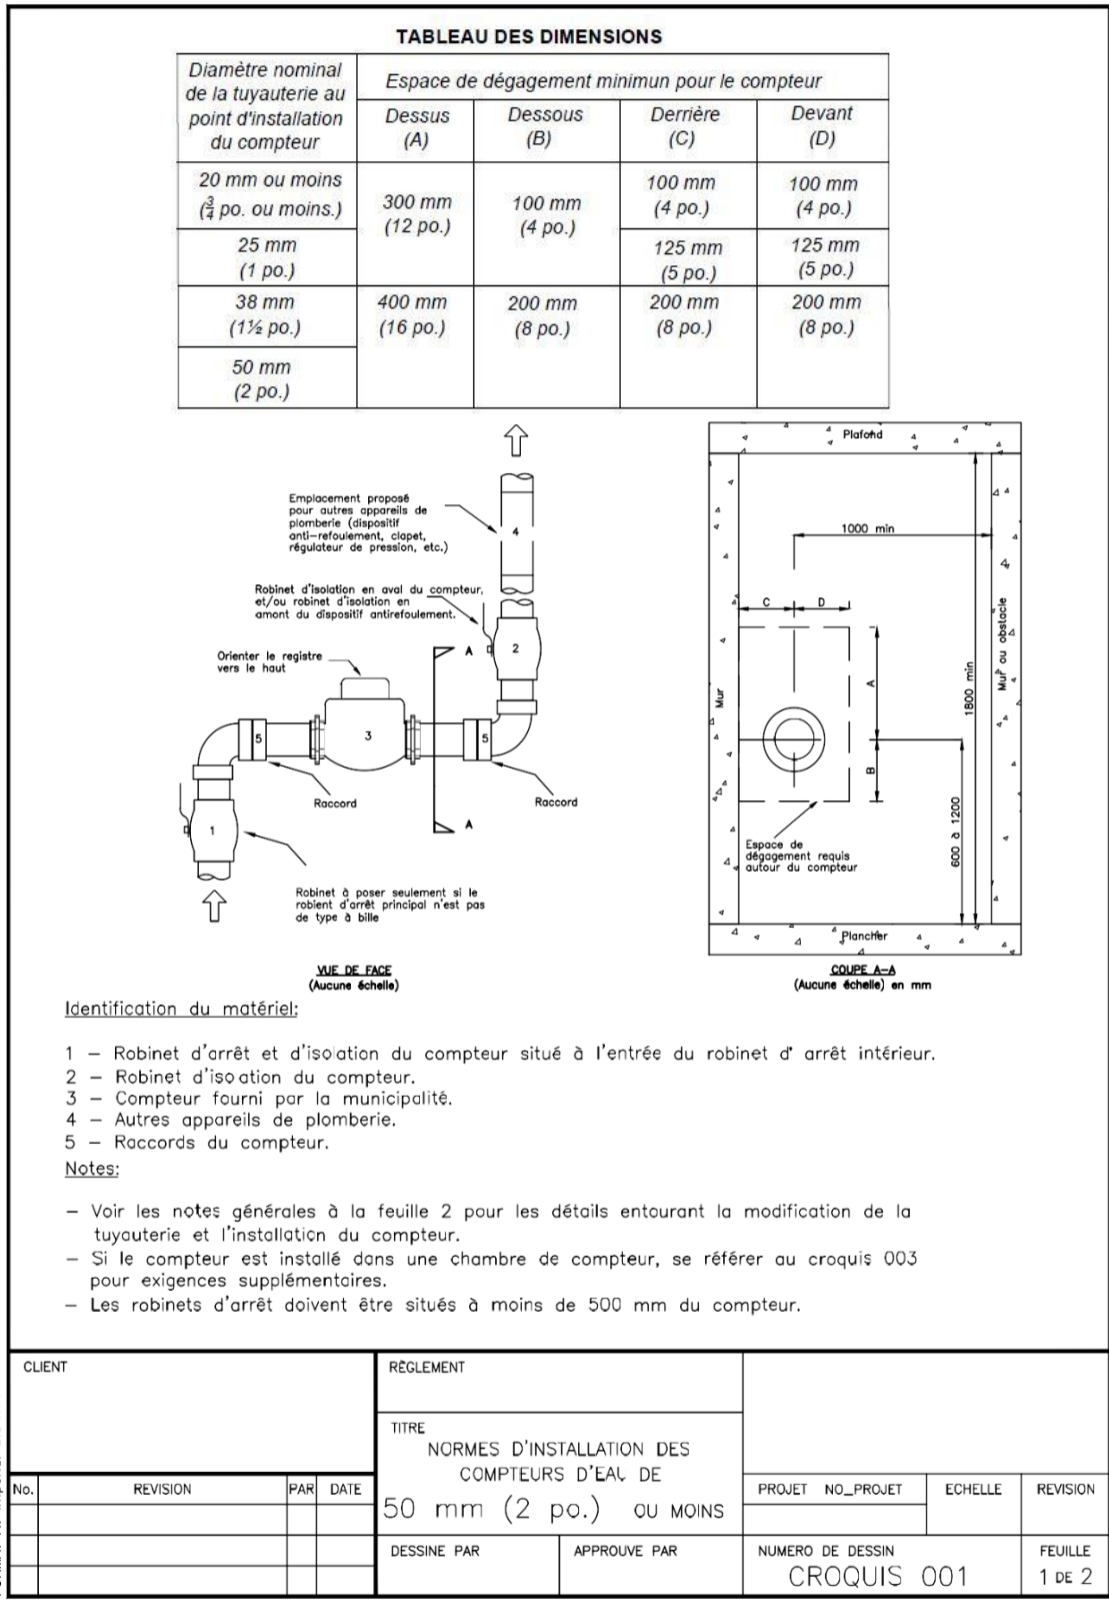 TABLEAU DES DIMENSIONS
Diamètre nominal
de la tuyauterie au
point d'installation
du compteur
Espace de dégagement minimun pour le compteur
Dessus
(A)
Dessous
(B)
Derrière
(C)
Devant
(D)
20 mm ou moins
(¾ po. ou moins.)
300 mm
(12 po.)
100 mm
(4 po.)
100 mm
(4 po.)
100 mm
(4 po.)
25 mm
(1 po.)
125 mm
(5 po.)
125 mm
(5 po.)
38 mm
(1½ po.)
400 mm
(16 po.)
200 mm
(8 po.)
200 mm
(8 po.)
200 mm
(8 po.)
50 mm
(2 po.)
Emplacement proposé
pour autres appareils de
plomberie (dispositif
anti-refoulement, clapet,
régulateur de pression, etc.)
4
Robinet d'isolation en aval du compteur,
et/ou robinet d'isolation en
amont du dispositif antirefoulement.
2
A
Orienter le registre
vers le haut
5
3
5
Raccord
Raccord
A
1
Robinet à poser seulement si le
robient d'arrêt principal n'est pas
de type à bille
VUE DE FACE
(Aucune échelle)
Plafond
1000 min
C
D
A
B
Mur
Mur ou obstacle
1800 min
600 à 1200
Espace de
dégagement requis
autour du compteur
Plancher
COUPE A-A
(Aucune échelle) en mm
Identification du matériel:
1 – Robinet d'arrêt et d'isolation du compteur situé à l'entrée du robinet d' arrêt intérieur.
2 – Robinet d'isolation du compteur.
3 – Compteur fourni par la municipalité.
4 – Autres appareils de plomberie.
5 – Raccords du compteur.
Notes:
– Voir les notes générales à la feuille 2 pour les détails entourant la modification de la
tuyauterie et l'installation du compteur.
– Si le compteur est installé dans une chambre de compteur, se référer au croquis 003
pour exigences supplémentaires.
– Les robinets d'arrêt doivent être situés à moins de 500 mm du compteur.
CLIENT
RÈGLEMENT
TITRE
NORMES D'INSTALLATION DES
COMPTEURS D'EAU DE
50 mm (2 po.) OU MOINS
No.
REVISION
PAR
DATE
PROJET NO_PROJET
ECHELLE
REVISION
DESSINE PAR
APPROUVE PAR
NUMERO DE DESSIN
CROQUIS 001
FEUILLE
1 DE 2